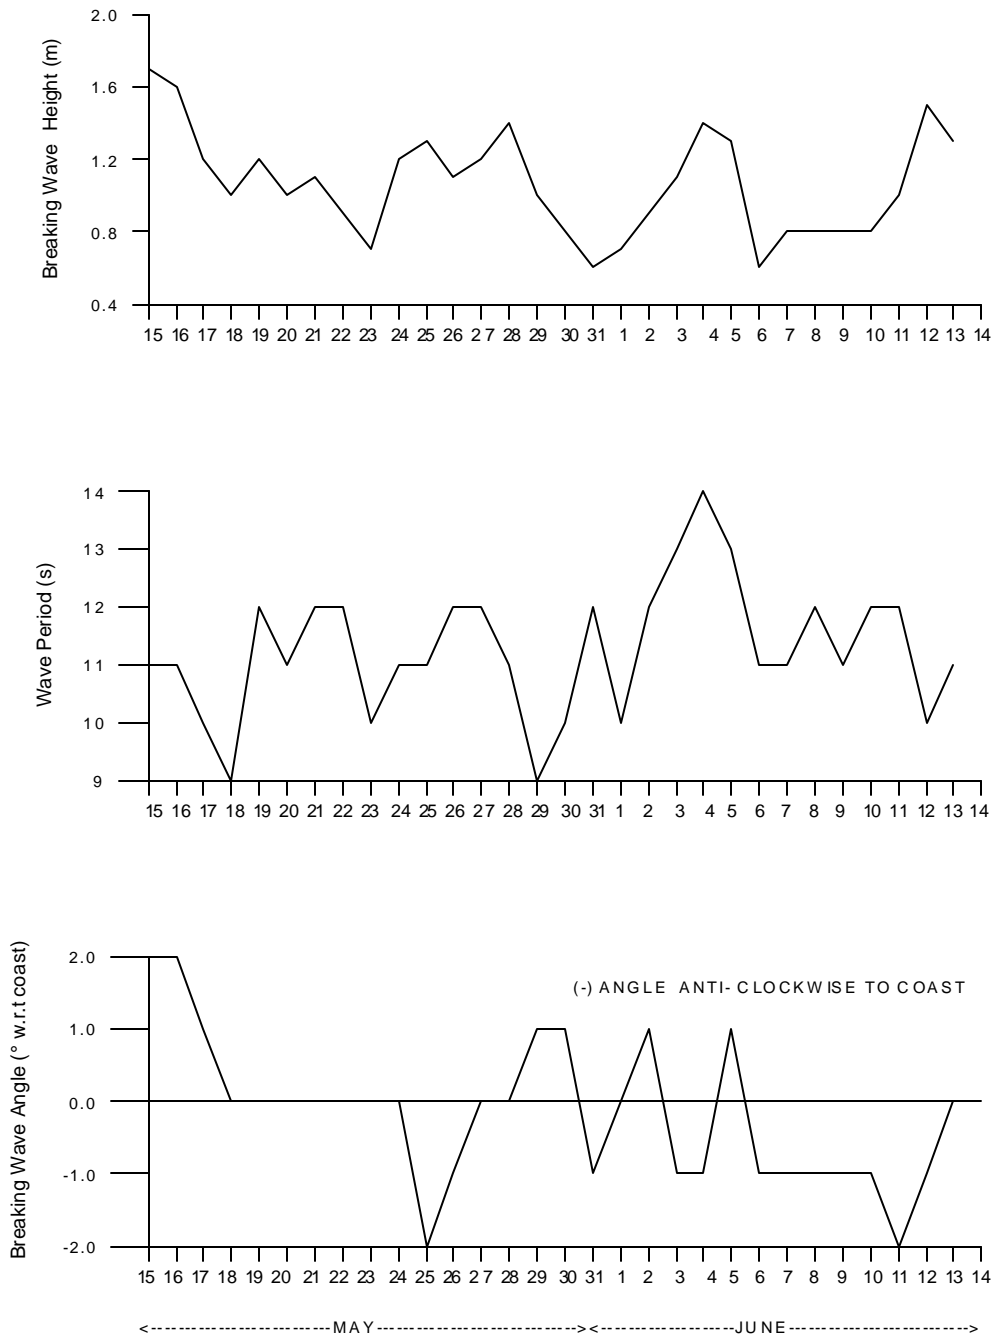 Breaking Wave Height (m)
2.0
1.6
1.2
0.8
0.4
15 16 17 18 19 20 21 22 23 24 25 26 27 28 29 30 31 1 2 3 4 5 6 7 8 9 10 11 12 13 14
Wave Period (s)
14
13
12
11
10
9
15 16 17 18 19 20 21 22 23 24 25 26 27 28 29 30 31 1 2 3 4 5 6 7 8 9 10 11 12 13 14
Breaking Wave Angle (° w.r.t coast)
2.0
1.0
0.0
-1.0
-2.0
(-) ANGLE ANTI-CLOCKWISE TO COAST
15 16 17 18 19 20 21 22 23 24 25 26 27 28 29 30 31 1 2 3 4 5 6 7 8 9 10 11 12 13 14
<--------------------------MAY----------------------------><-------------------JUNE-------------------------->